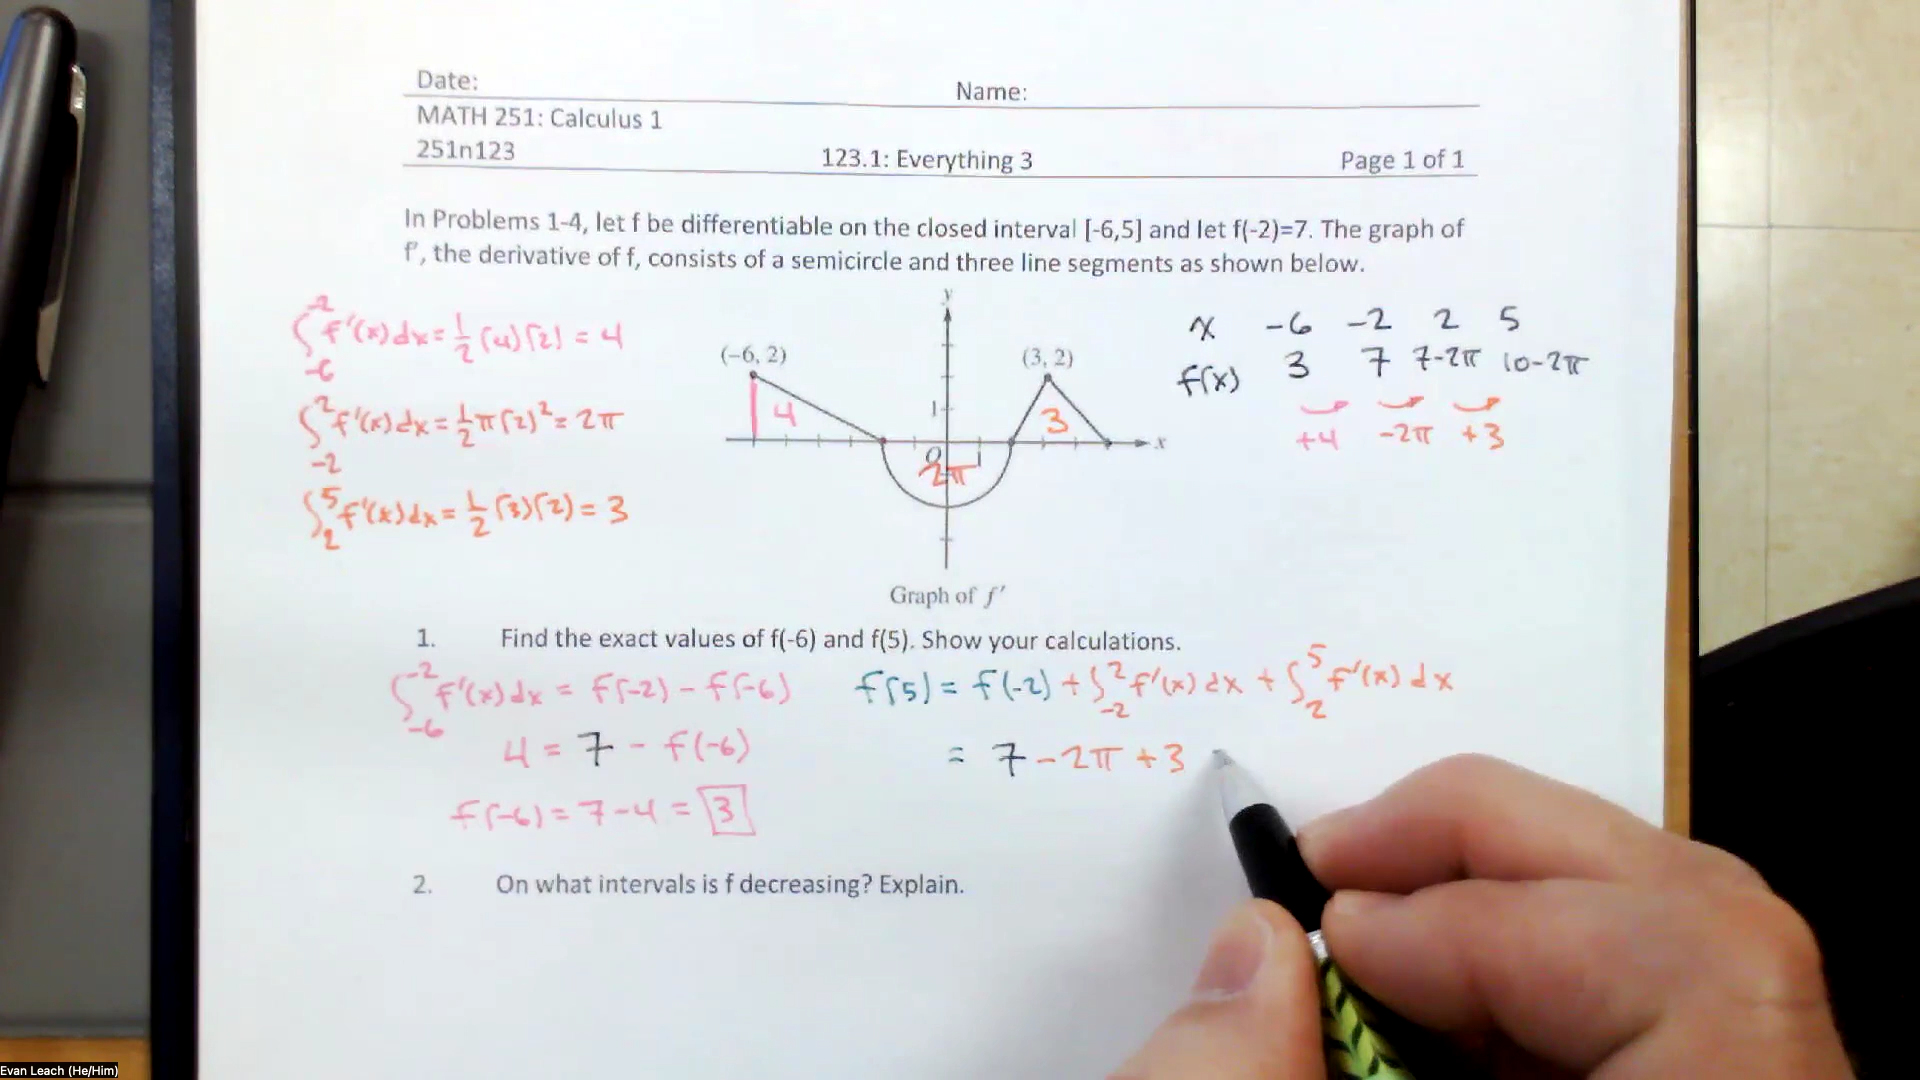 Date:
Name:
MATH 251: Calculus 1
251n123
123.1: Everything 3
Page 1 of 1
In Problems 1-4, let f be differentiable on the closed interval [-6,5] and let f(-2)=7. The graph of
f', the derivative of f, consists of a semicircle and three line segments as shown below.
∫_{-6}^{-2} f'(x)dx = 1/2 (4)(2) = 4
∫_{-2}^{2} f'(x)dx = 1/2 π(2)² = 2π
∫_{2}^{5} f'(x)dx = 1/2 (3)(2) = 3
y
(-6, 2)
(3, 2)
4
1
3
x
O
1
2π
Graph of f'
x -6 -2 2 5
f(x) 3 7 7-2π 10-2π
+4 -2π +3
1. Find the exact values of f(-6) and f(5). Show your calculations.
∫_{-6}^{-2} f'(x)dx = f(-2) - f(-6)
4 = 7 - f(-6)
f(-6) = 7-4 = 3
f(5) = f(-2) + ∫_{-2}^{2} f'(x) dx + ∫_{2}^{5} f'(x) dx
= 7 - 2π + 3
2. On what intervals is f decreasing? Explain.
Evan Leach (He/Him)